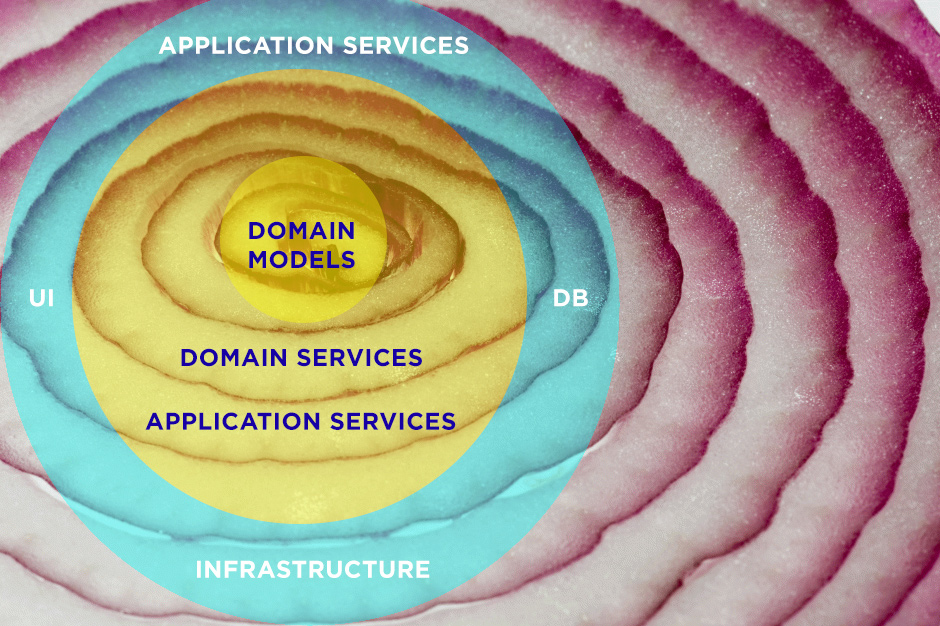 APPLICATION SERVICES
DOMAIN
MODELS
UI
DB
DOMAIN SERVICES
APPLICATION SERVICES
INFRASTRUCTURE